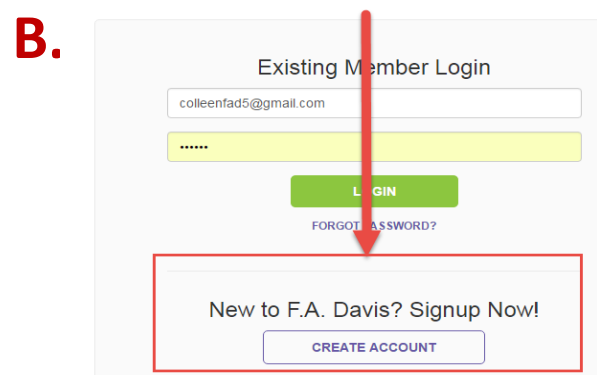 B.
Existing Member Login
colleenfad5@gmail.com
••••••
LOGIN
FORGOT PASSWORD?
New to F.A. Davis? Signup Now!
CREATE ACCOUNT